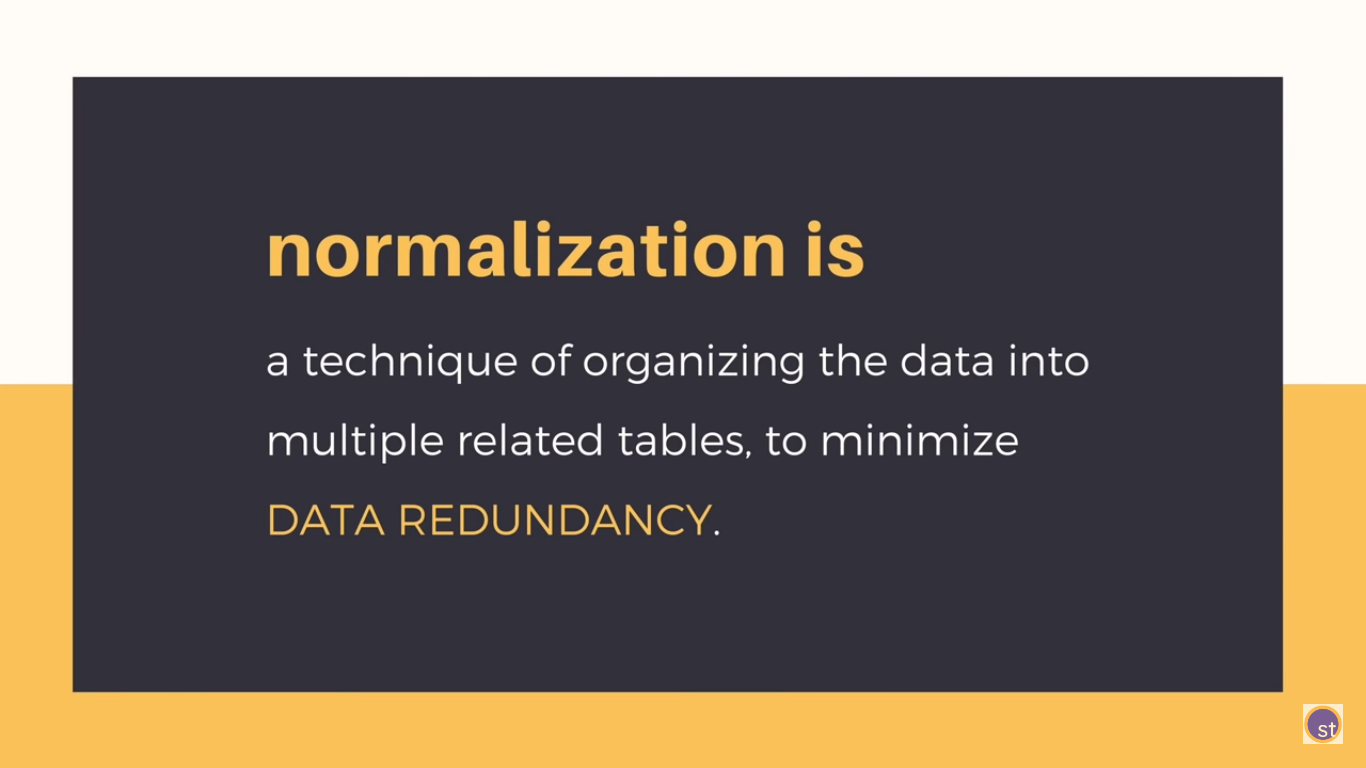 normalization is
a technique of organizing the data into
multiple related tables, to minimize
DATA REDUNDANCY.
st